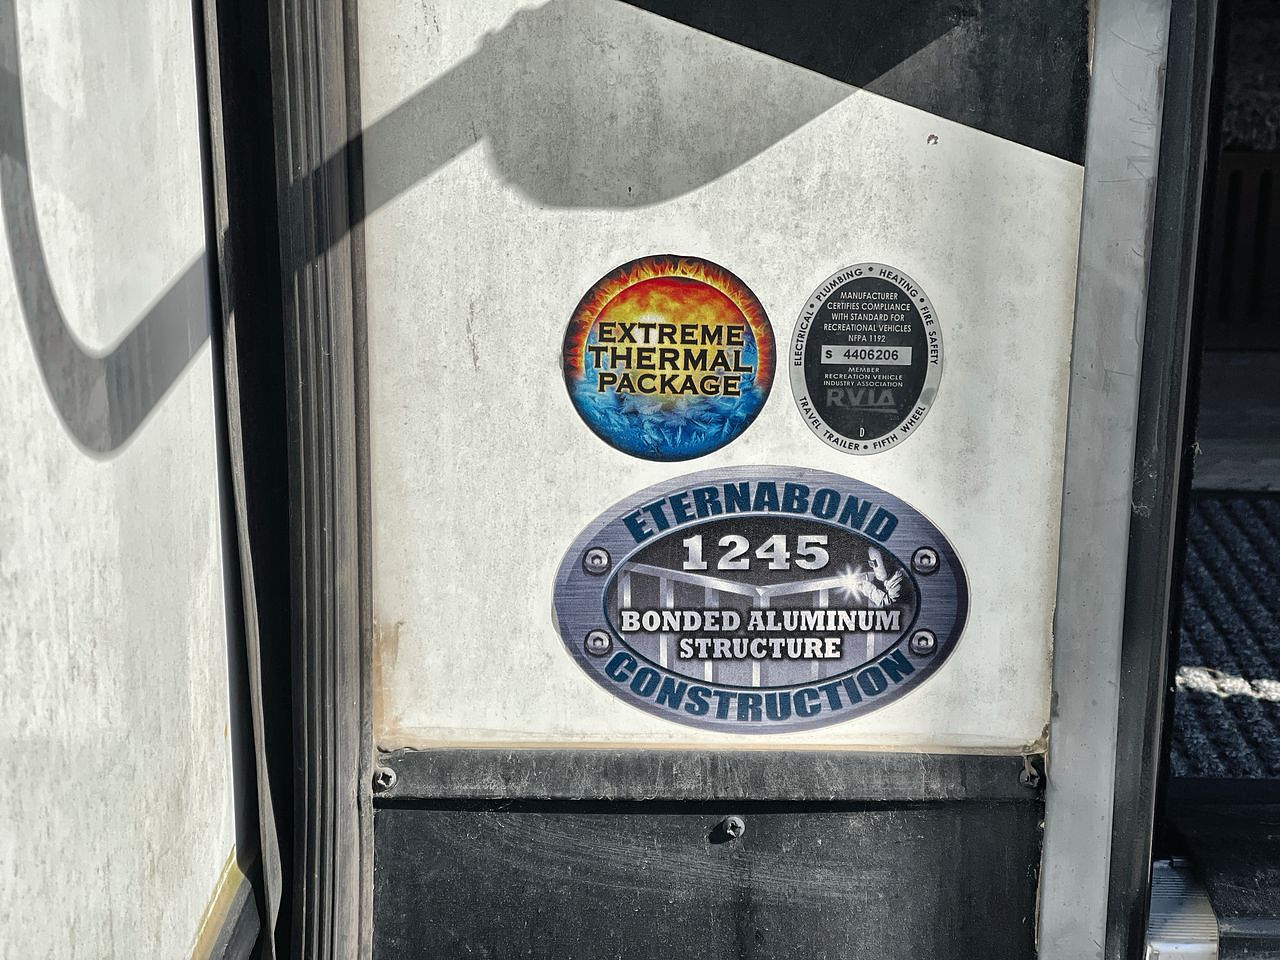 EXTREME
THERMAL
PACKAGE
ELECTRICAL • PLUMBING • HEATING • FIRE SAFETY
MANUFACTURER
CERTIFIES COMPLIANCE
WITH STANDARD FOR
RECREATIONAL VEHICLES
NFPA 1192
S 4406206
MEMBER
RECREATION VEHICLE
INDUSTRY ASSOCIATION
RVIA
D
TRAVEL TRAILER • FIFTH WHEEL
ETERNABOND
1245
BONDED ALUMINUM
STRUCTURE
CONSTRUCTION